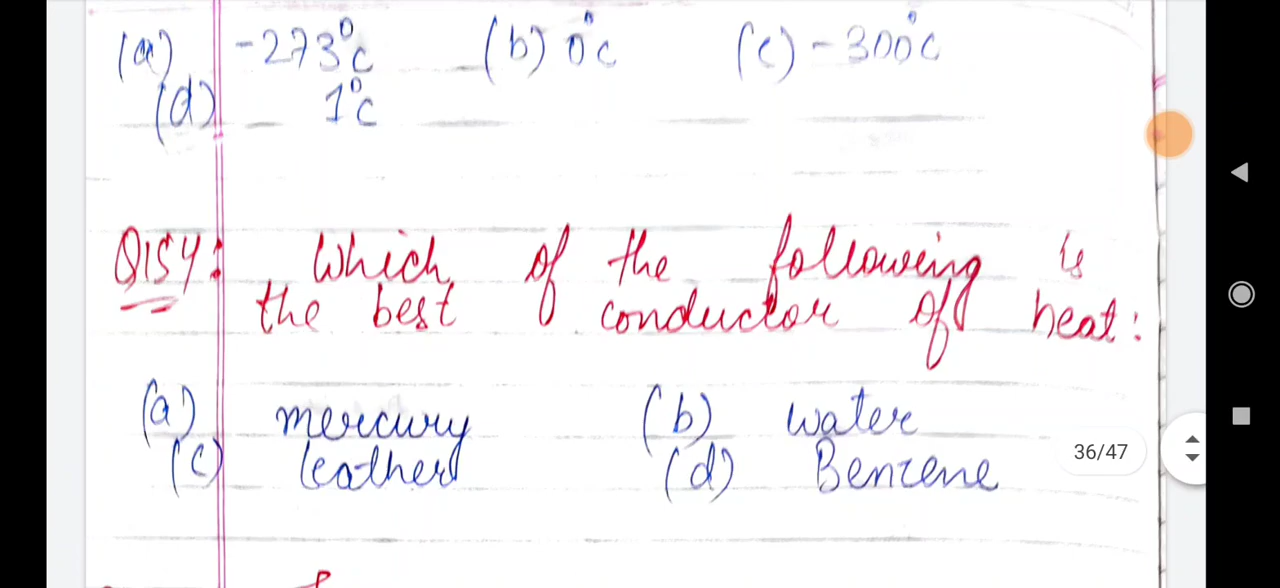 (a) -273°C (b) 0°C (c) -300°C
(d) 1°C
Q154: Which of the following is
the best conductor of heat:
(a) mercury (b) water
(c) leather (d) Benzene
36/47